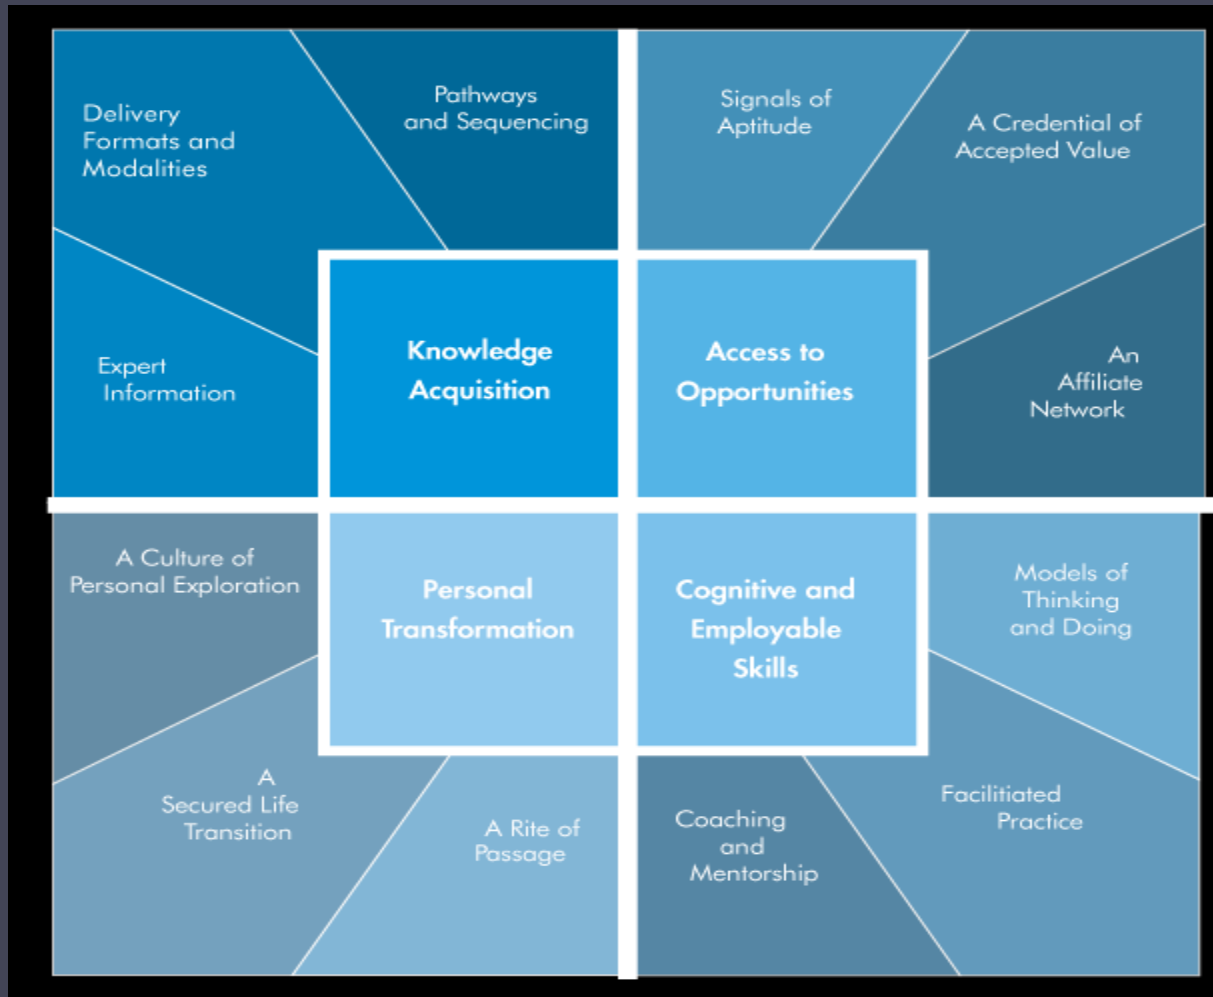 Delivery
Formats and
Modalities
Pathways
and Sequencing
Signals of
Aptitude
A Credential of
Accepted Value
Expert
Information
Knowledge
Acquisition
Access to
Opportunities
An
Affiliate
Network
A Culture of
Personal Exploration
Personal
Transformation
Cognitive and
Employable
Skills
Models of
Thinking
and Doing
A
Secured Life
Transition
A Rite of
Passage
Coaching
and
Mentorship
Facilitiated
Practice